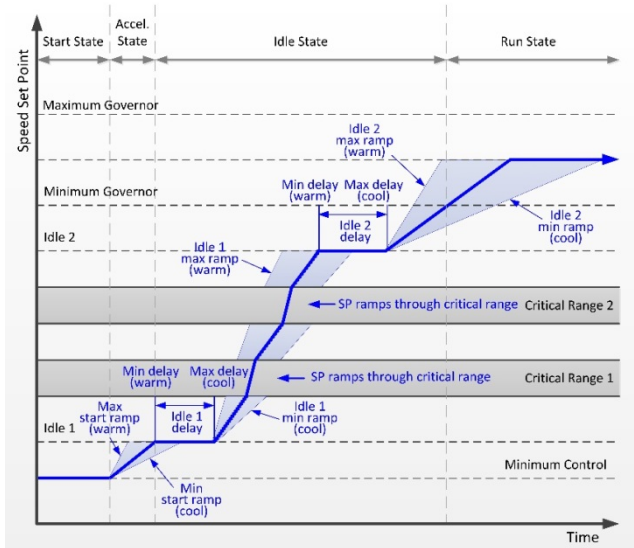 Accel.
Start State
State
Idle State
Run State
Speed Set Point
Maximum Governor
Idle 2
max ramp
(warm)
Minimum Governor
Min delay
(warm)
Max delay
(cool)
Idle 2
delay
Idle 2
min ramp
(cool)
Idle 2
Idle 1
max ramp
(warm)
SP ramps through critical range
Critical Range 2
Min delay
(warm)
Max delay
(cool)
SP ramps through critical range
Critical Range 1
Max
start ramp
(warm)
Idle 1
delay
Idle 1
min ramp
(cool)
Idle 1
Minimum Control
Min
start ramp
(cool)
Time